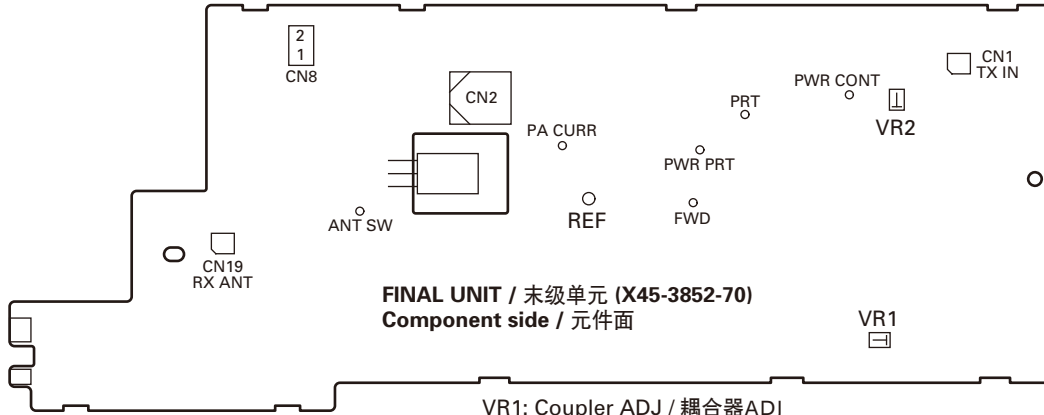 2
1
CN8
CN2
CN1
TX IN
PWR CONT
PRT
VR2
PA CURR
PWR PRT
ANT SW
REF
FWD
CN19
RX ANT
FINAL UNIT / 末级单元 (X45-3852-70)
Component side / 元件面
VR1
VR1: Coupler ADJ / 耦合器ADJ